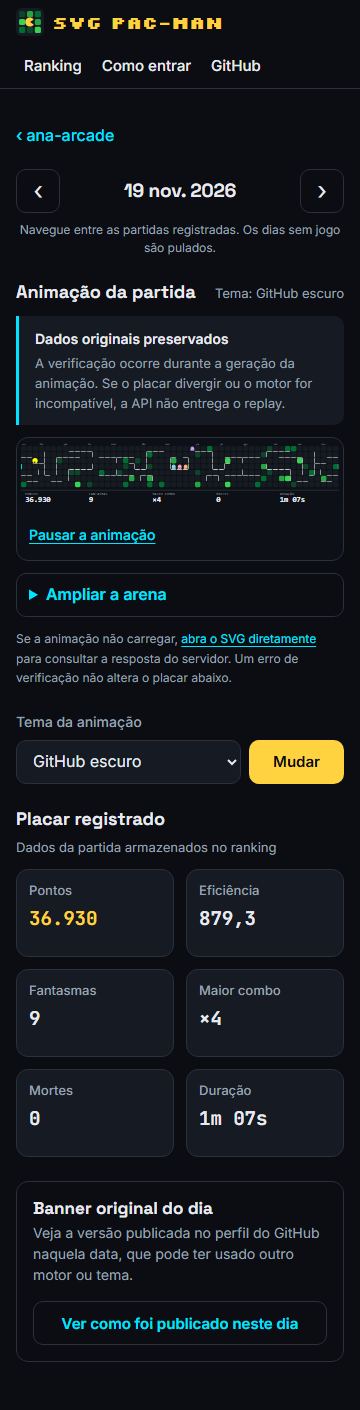 SVG PAC-MAN
Ranking Como entrar GitHub
‹ ana-arcade
‹ 19 nov. 2026 ›
Navegue entre as partidas registradas. Os dias sem jogo
são pulados.
Animação da partida Tema: GitHub escuro
Dados originais preservados
A verificação ocorre durante a geração da
animação. Se o placar divergir ou o motor for
incompatível, a API não entrega o replay.
36.930 9 ×4 0 1m 07s
Pausar a animação
Ampliar a arena
Se a animação não carregar, abra o SVG diretamente
para consultar a resposta do servidor. Um erro de
verificação não altera o placar abaixo.
Tema da animação
GitHub escuro Mudar
Placar registrado
Dados da partida armazenados no ranking
Pontos Eficiência
36.930 879,3
Fantasmas Maior combo
9 ×4
Mortes Duração
0 1m 07s
Banner original do dia
Veja a versão publicada no perfil do GitHub
naquela data, que pode ter usado outro
motor ou tema.
Ver como foi publicado neste dia